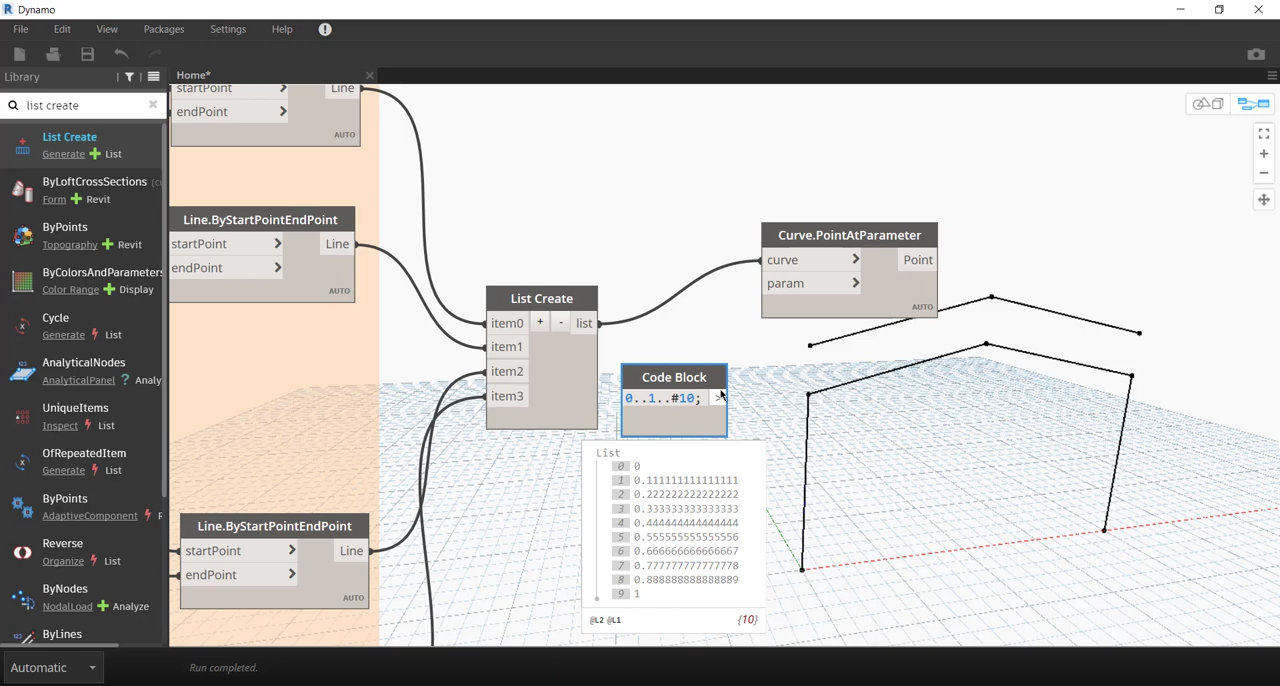 Dynamo
File Edit View Packages Settings Help
Library
Home*
list create
List Create
Generate List
ByLoftCrossSections (c
Form Revit
ByPoints
Topography Revit
ByColorsAndParameters
Color Range Display
Cycle
Generate List
AnalyticalNodes
AnalyticalPanel ? Analy
UniqueItems
Inspect List
OfRepeatedItem
Generate List
ByPoints
AdaptiveComponent
Reverse
Organize List
ByNodes
NodalLoad Analyze
ByLines
startPoint > Line
endPoint >
AUTO
Line.ByStartPointEndPoint
startPoint > Line
endPoint >
AUTO
Line.ByStartPointEndPoint
startPoint > Line
endPoint >
AUTO
List Create
item0 + - list
item1
item2
item3
Code Block
0..1..#10; >
List
0 0
1 0.111111111111111
2 0.222222222222222
3 0.333333333333333
4 0.444444444444444
5 0.555555555555556
6 0.666666666666667
7 0.777777777777778
8 0.888888888888889
9 1
@L2 @L1 {10}
Curve.PointAtParameter
curve > Point
param >
AUTO
Automatic
Run completed.